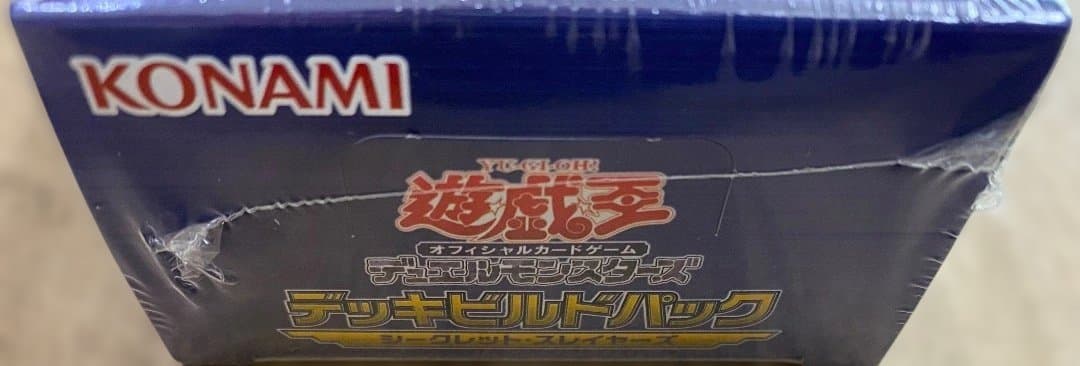 KONAMI
YU-GI-OH!
遊戯王
オフィシャルカードゲーム
デュエルモンスターズ
デッキビルドパック
シークレット・スレイヤーズ